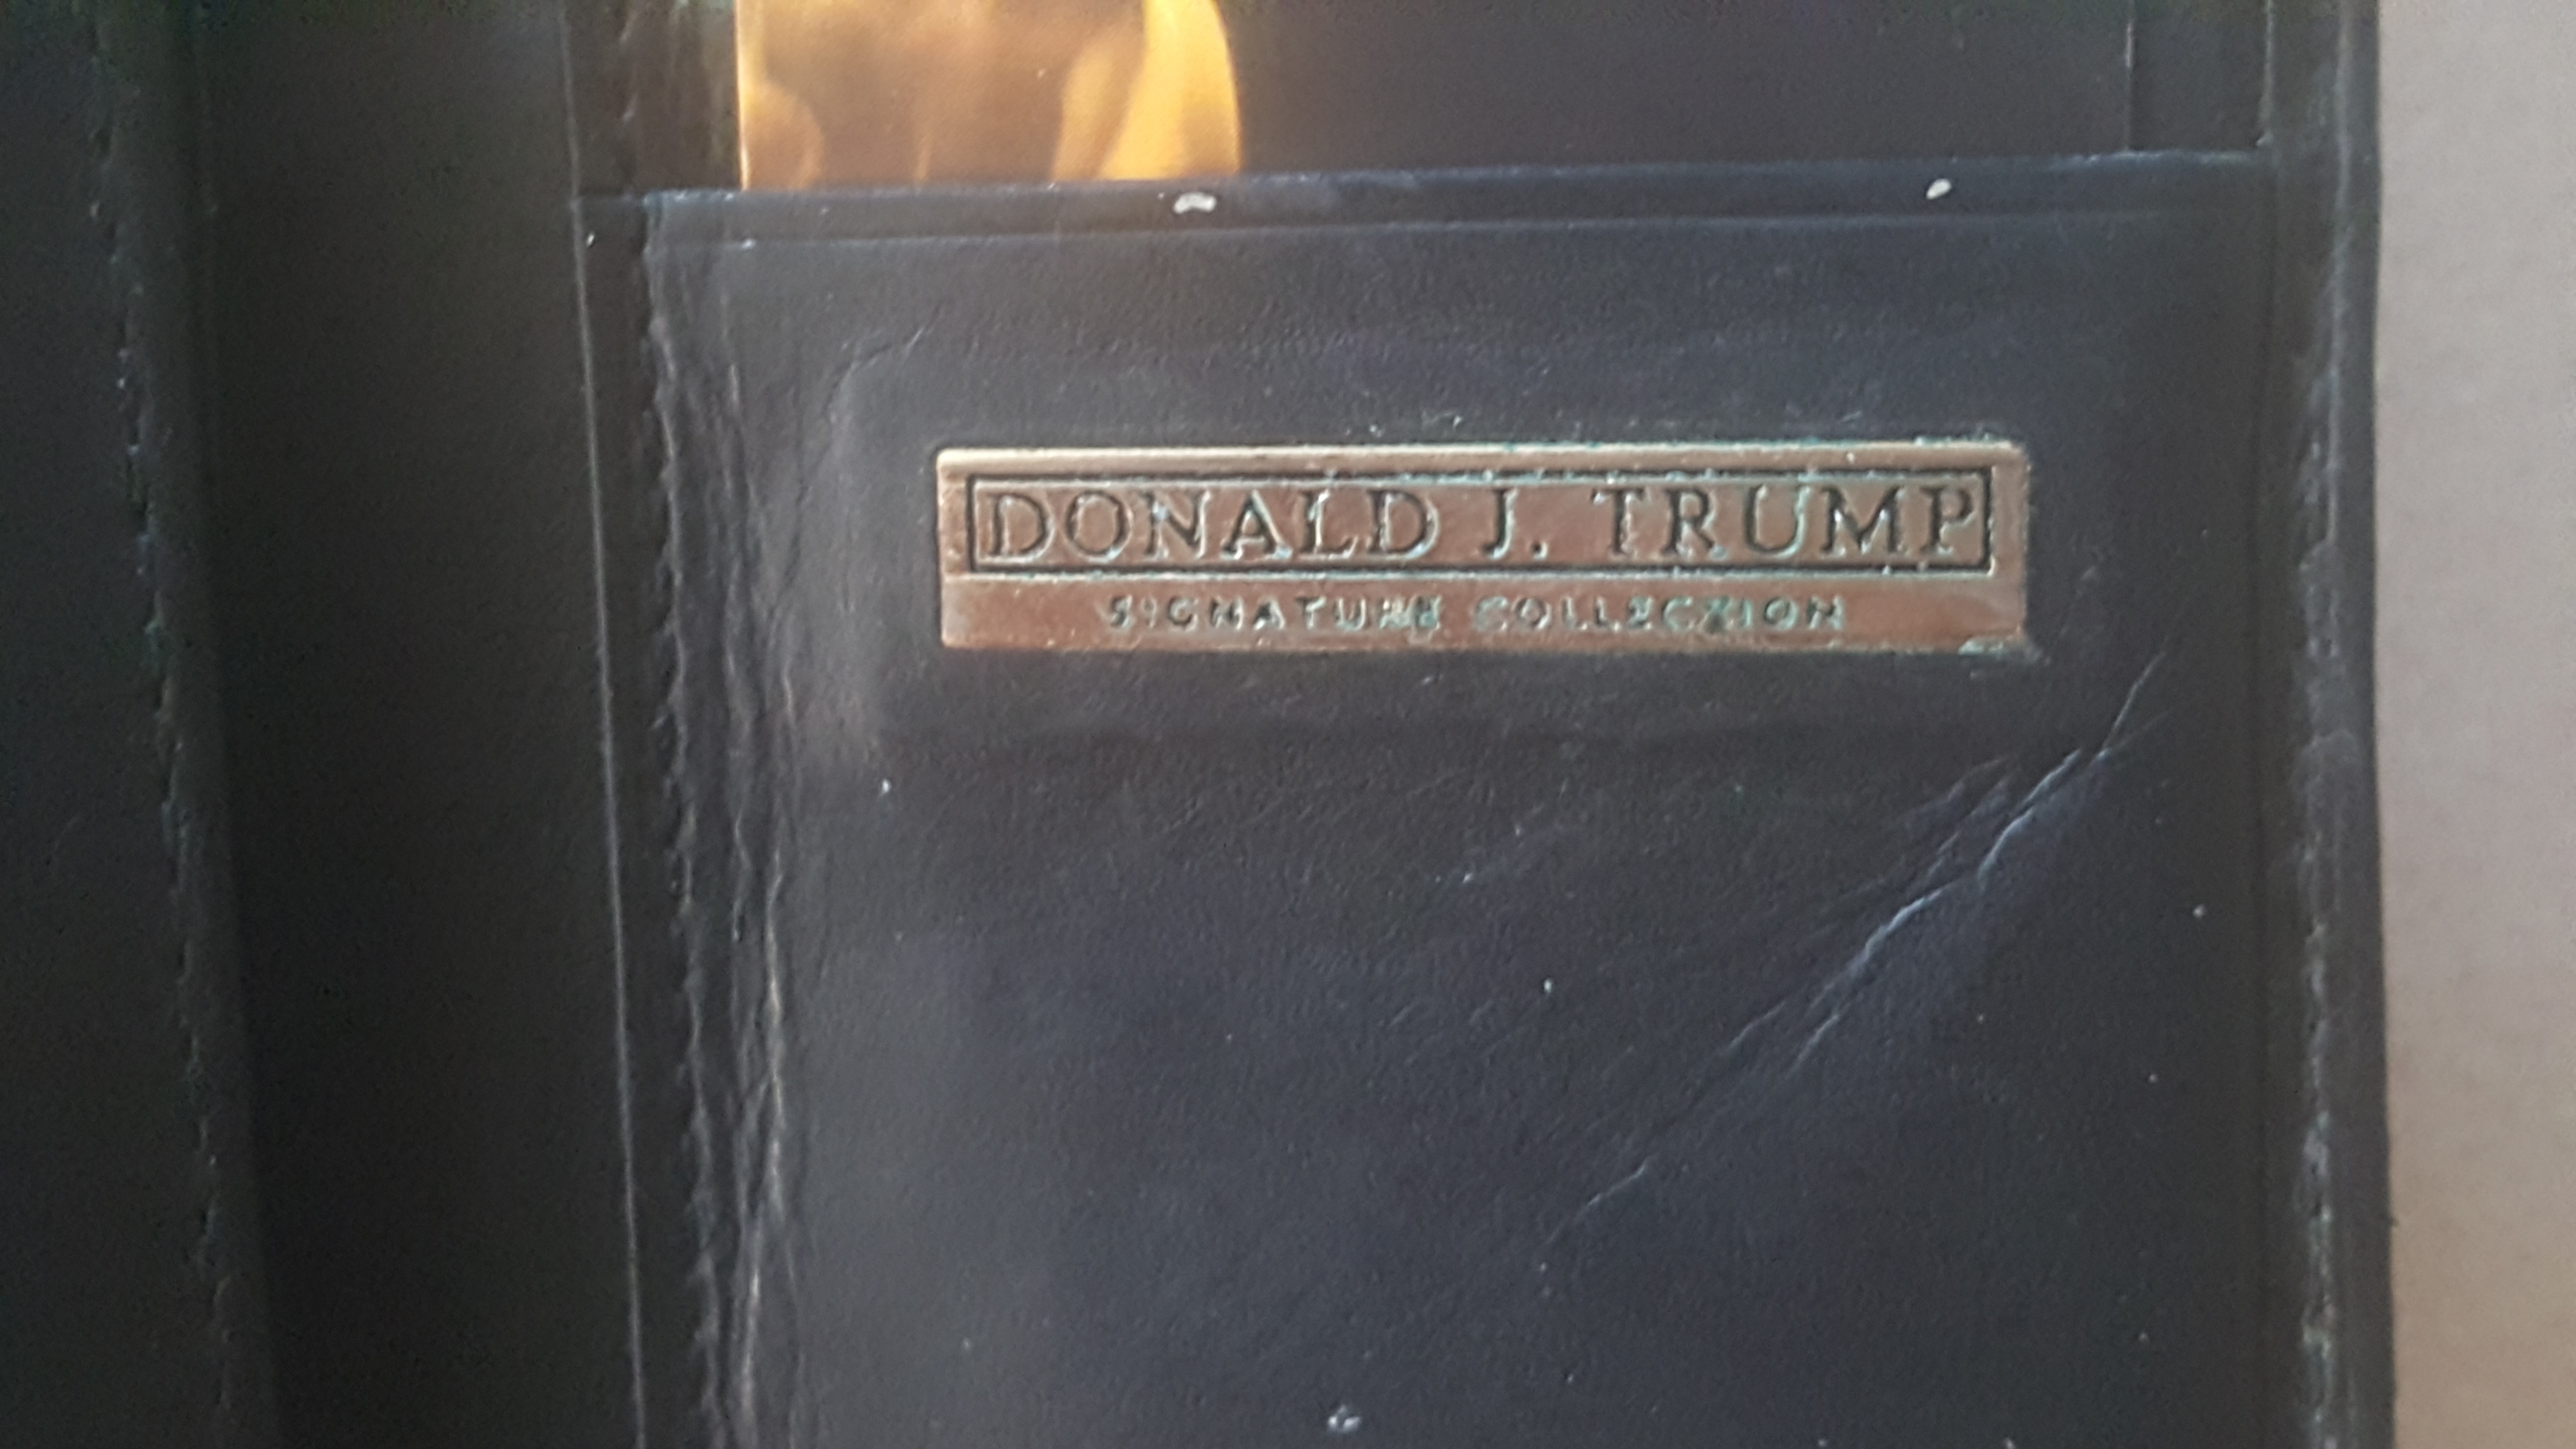 DONALD J. TRUMP
SIGNATURE COLLECTION